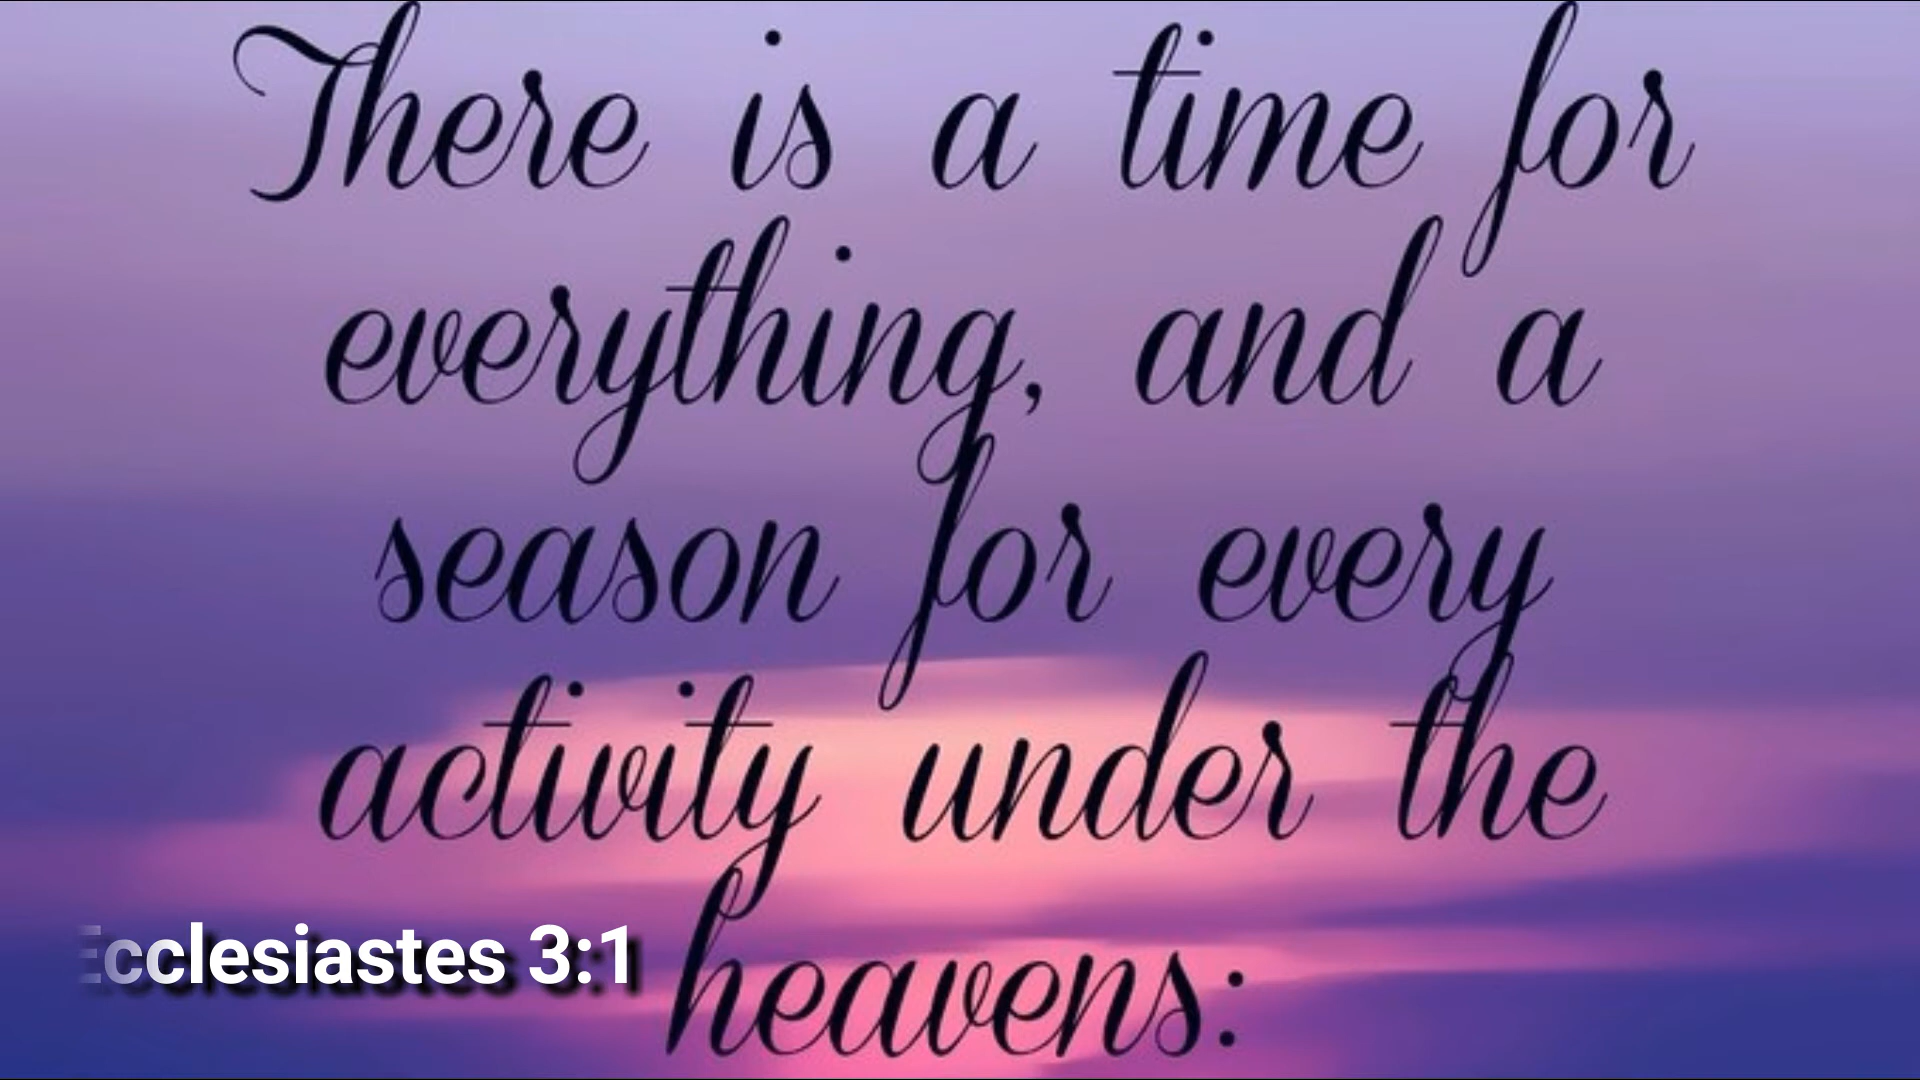 There is a time for
everything, and a
season for every
activity under the
heavens:
Ecclesiastes 3:1